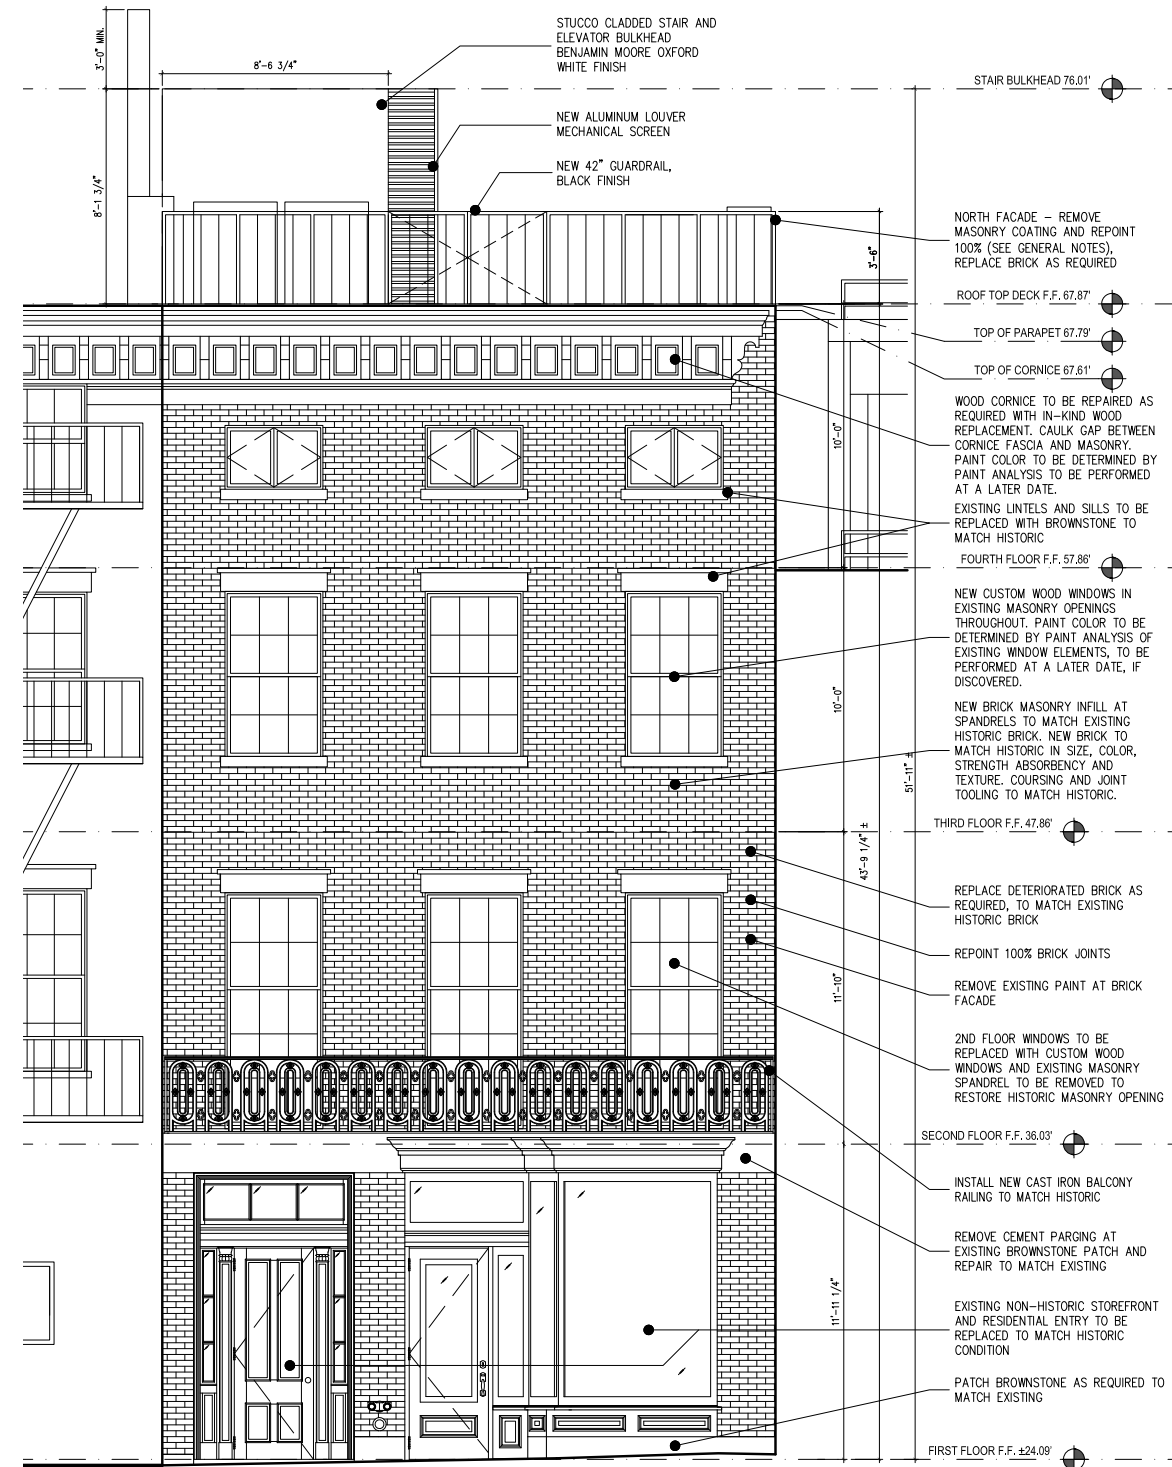 STUCCO CLADDED STAIR AND
ELEVATOR BULKHEAD
BENJAMIN MOORE OXFORD
WHITE FINISH
3'-0" MIN.
8'-6 3/4"
STAIR BULKHEAD 76.01'
NEW ALUMINUM LOUVER
MECHANICAL SCREEN
NEW 42" GUARDRAIL,
BLACK FINISH
8'-1 3/4"
NORTH FACADE - REMOVE
MASONRY COATING AND REPOINT
100% (SEE GENERAL NOTES),
REPLACE BRICK AS REQUIRED
3'-6"
ROOF TOP DECK F.F. 67.87'
TOP OF PARAPET 67.79'
TOP OF CORNICE 67.61'
WOOD CORNICE TO BE REPAIRED AS
REQUIRED WITH IN-KIND WOOD
REPLACEMENT. CAULK GAP BETWEEN
CORNICE FASCIA AND MASONRY.
PAINT COLOR TO BE DETERMINED BY
PAINT ANALYSIS TO BE PERFORMED
AT A LATER DATE.
10'-0"
EXISTING LINTELS AND SILLS TO BE
REPLACED WITH BROWNSTONE TO
MATCH HISTORIC
FOURTH FLOOR F.F. 57.86'
NEW CUSTOM WOOD WINDOWS IN
EXISTING MASONRY OPENINGS
THROUGHOUT. PAINT COLOR TO BE
DETERMINED BY PAINT ANALYSIS OF
EXISTING WINDOW ELEMENTS, TO BE
PERFORMED AT A LATER DATE, IF
DISCOVERED.
10'-0"
NEW BRICK MASONRY INFILL AT
SPANDRELS TO MATCH EXISTING
HISTORIC BRICK. NEW BRICK TO
MATCH HISTORIC IN SIZE, COLOR,
STRENGTH ABSORBENCY AND
TEXTURE. COURSING AND JOINT
TOOLING TO MATCH HISTORIC.
51'-11" ±
THIRD FLOOR F.F. 47.86'
43'-9 1/4" ±
REPLACE DETERIORATED BRICK AS
REQUIRED, TO MATCH EXISTING
HISTORIC BRICK
REPOINT 100% BRICK JOINTS
REMOVE EXISTING PAINT AT BRICK
FACADE
11'-10"
2ND FLOOR WINDOWS TO BE
REPLACED WITH CUSTOM WOOD
WINDOWS AND EXISTING MASONRY
SPANDREL TO BE REMOVED TO
RESTORE HISTORIC MASONRY OPENING
SECOND FLOOR F.F. 36.03'
INSTALL NEW CAST IRON BALCONY
RAILING TO MATCH HISTORIC
REMOVE CEMENT PARGING AT
EXISTING BROWNSTONE PATCH AND
REPAIR TO MATCH EXISTING
11'-11 1/4"
EXISTING NON-HISTORIC STOREFRONT
AND RESIDENTIAL ENTRY TO BE
REPLACED TO MATCH HISTORIC
CONDITION
PATCH BROWNSTONE AS REQUIRED TO
MATCH EXISTING
FIRST FLOOR F.F. ±24.09'